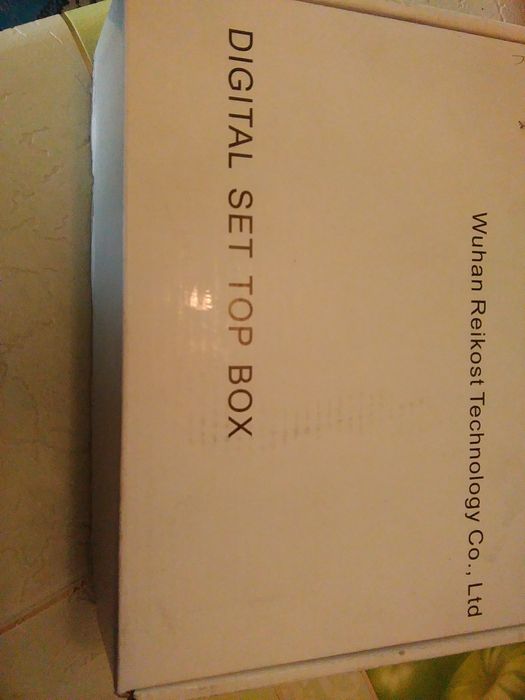 Wuhan Reikost Technology Co., Ltd
DIGITAL SET TOP BOX